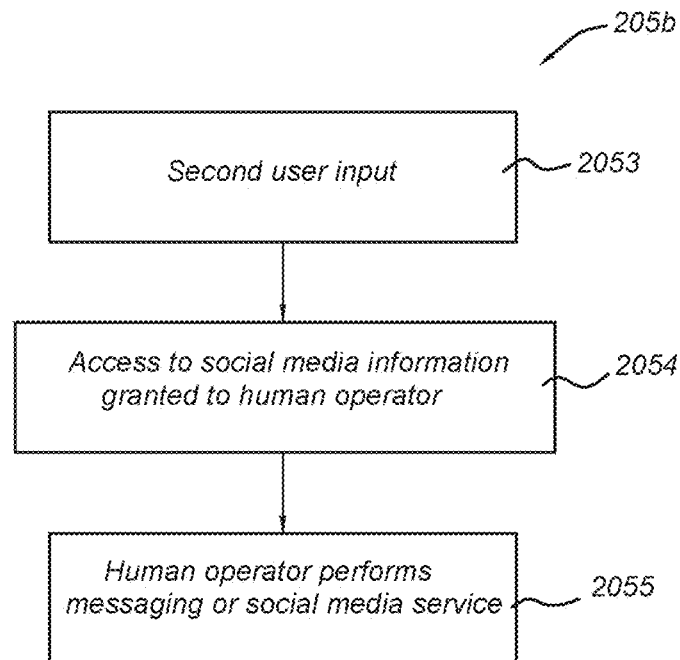 205b
Second user input
2053
Access to social media information
granted to human operator
2054
Human operator performs
messaging or social media service
2055